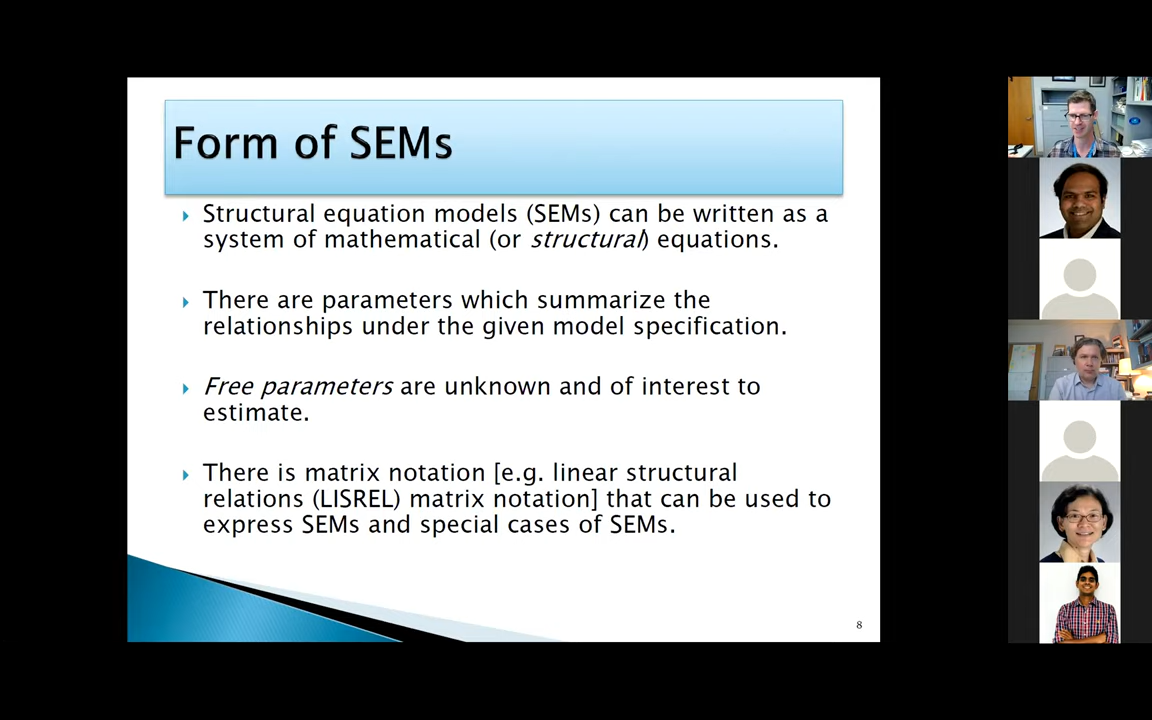 Form of SEMs
Structural equation models (SEMs) can be written as a
system of mathematical (or structural) equations.
There are parameters which summarize the
relationships under the given model specification.
Free parameters are unknown and of interest to
estimate.
There is matrix notation [e.g. linear structural
relations (LISREL) matrix notation] that can be used to
express SEMs and special cases of SEMs.
8